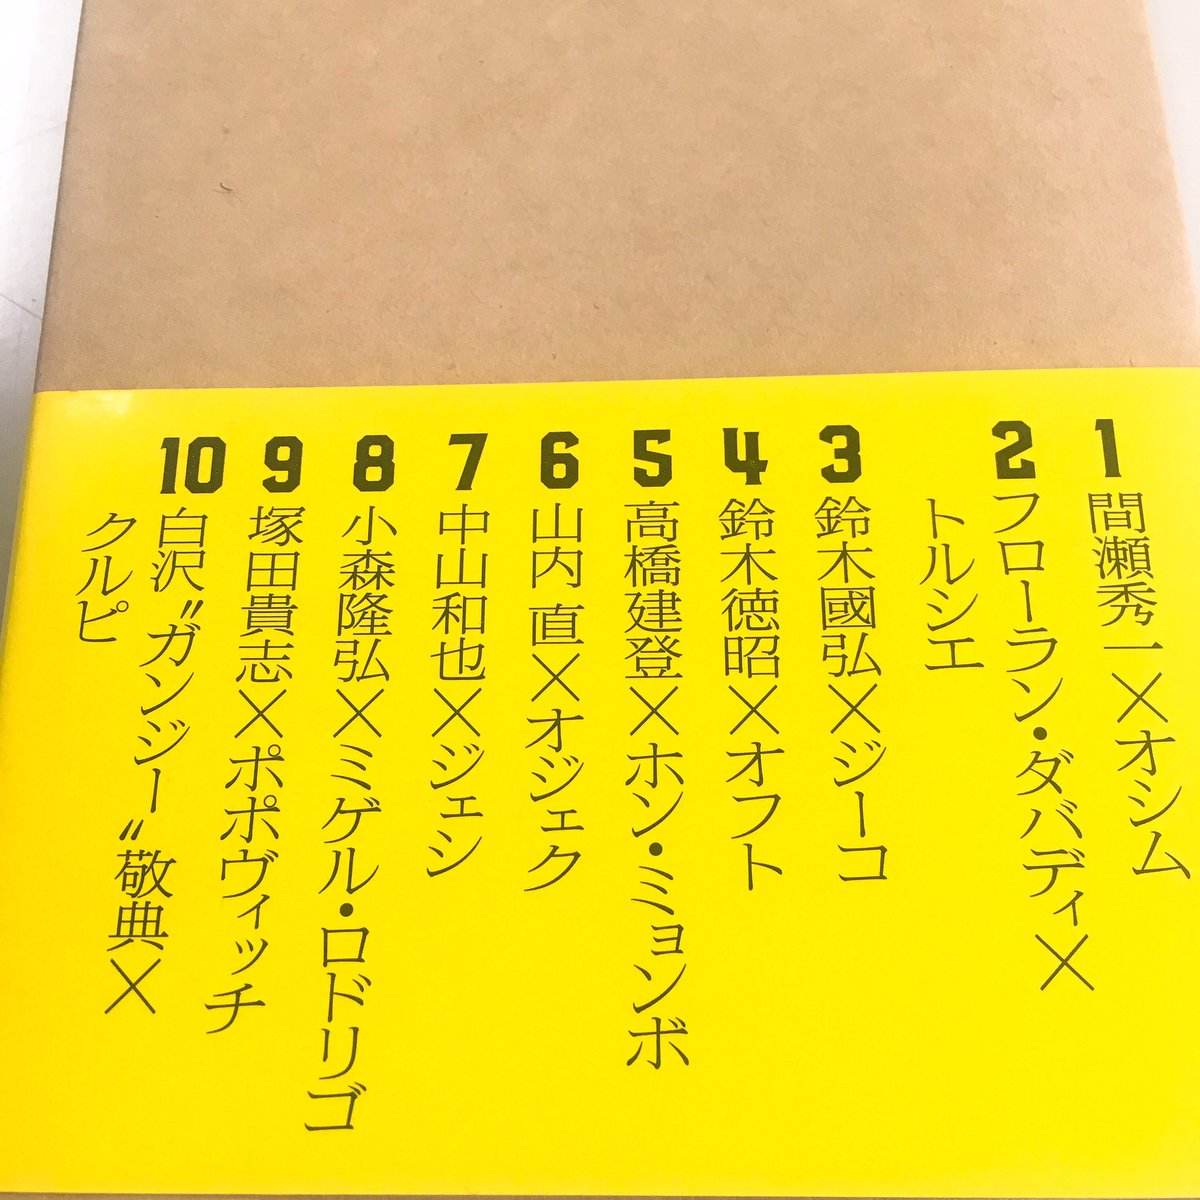 1
間瀬秀一×オシム
2
フローラン・ダバディ×
トルシエ
3
鈴木國弘×ジーコ
4
鈴木徳昭×オフト
5
高橋建登×ホン・ミョンボ
6
山内 直×オジェク
7
中山和也×ジェシ
8
小森隆弘×ミゲル・ロドリゴ
9
塚田貴志×ポポヴィッチ
10
白沢〝ガンジー〟敬典×
クルピ